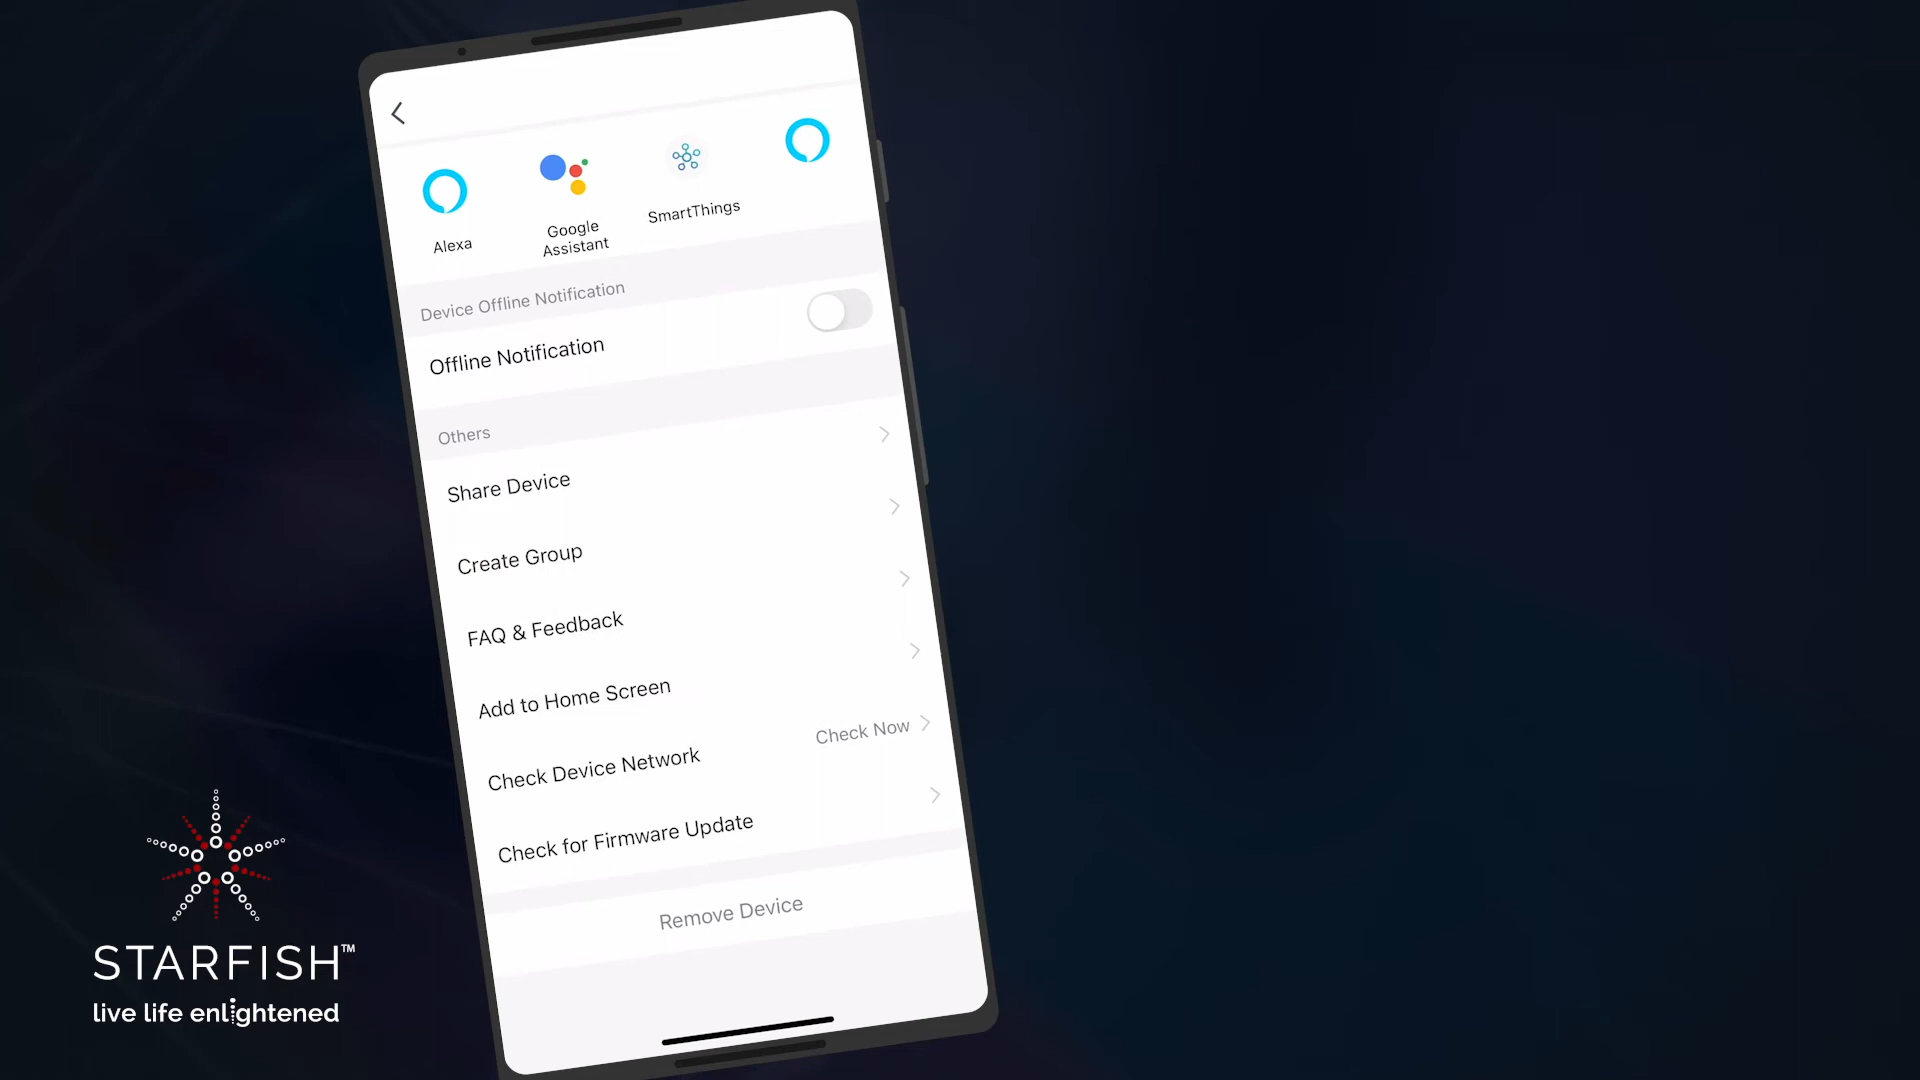 Alexa
Google
Assistant
SmartThings
Device Offline Notification
Offline Notification
Others
Share Device
Create Group
FAQ & Feedback
Add to Home Screen
Check Device Network
Check Now
Check for Firmware Update
Remove Device
STARFISH™
live life enlightened